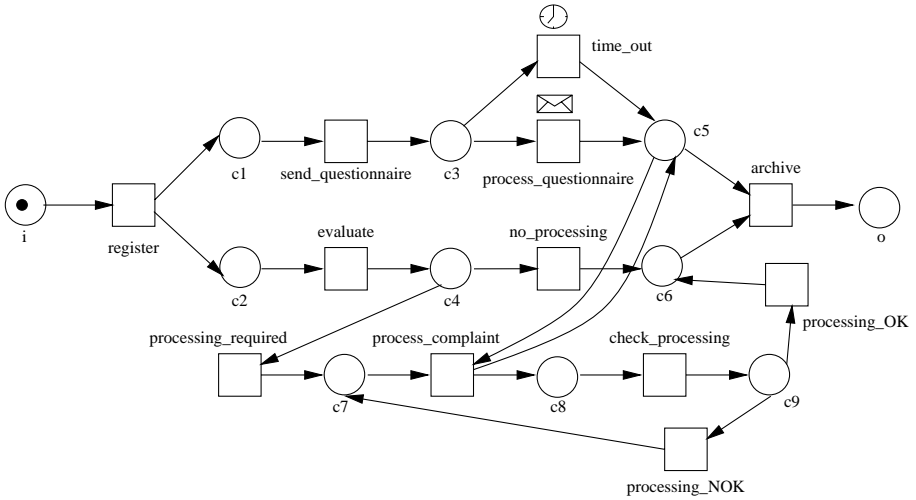 time_out
c5
c1
send_questionnaire
c3
process_questionnaire
archive
i
register
evaluate
no_processing
o
c2
c4
c6
processing_required
process_complaint
check_processing
processing_OK
c7
c8
c9
processing_NOK